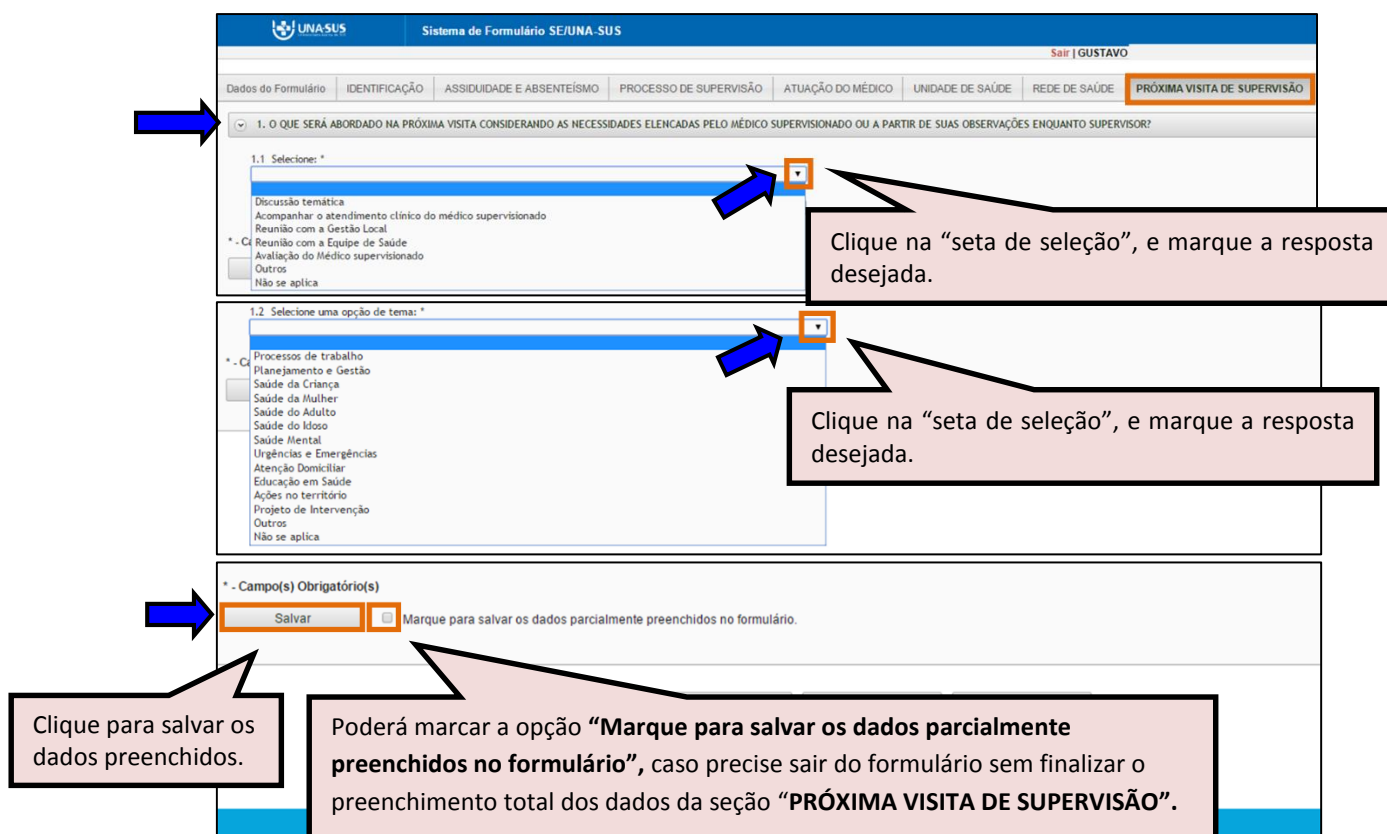 UNA-SUS
Sistema de Formulário SE/UNA-SUS
Sair | GUSTAVO
Dados do Formulário IDENTIFICAÇÃO ASSIDUIDADE E ABSENTEÍSMO PROCESSO DE SUPERVISÃO ATUAÇÃO DO MÉDICO UNIDADE DE SAÚDE REDE DE SAÚDE PRÓXIMA VISITA DE SUPERVISÃO
1. O QUE SERÁ ABORDADO NA PRÓXIMA VISITA CONSIDERANDO AS NECESSIDADES ELENCADAS PELO MÉDICO SUPERVISIONADO OU A PARTIR DE SUAS OBSERVAÇÕES ENQUANTO SUPERVISOR?
1.1 Selecione: *
Discussão temática
Acompanhar o atendimento clínico do médico supervisionado
Reunião com a Gestão Local
* - Ca
Reunião com a Equipe de Saúde
Avaliação do Médico supervisionado
Outros
Não se aplica
Clique na “seta de seleção”, e marque a resposta
desejada.
1.2 Selecione uma opção de tema: *
Processos de trabalho
* - Ca
Planejamento e Gestão
Saúde da Criança
Saúde da Mulher
Saúde do Adulto
Saúde do Idoso
Saúde Mental
Urgências e Emergências
Atenção Domiciliar
Educação em Saúde
Ações no território
Projeto de Intervenção
Outros
Não se aplica
Clique na “seta de seleção”, e marque a resposta
desejada.
* - Campo(s) Obrigatório(s)
Salvar
Marque para salvar os dados parcialmente preenchidos no formulário.
Clique para salvar os
dados preenchidos.
Poderá marcar a opção “Marque para salvar os dados parcialmente
preenchidos no formulário”, caso precise sair do formulário sem finalizar o
preenchimento total dos dados da seção “PRÓXIMA VISITA DE SUPERVISÃO”.